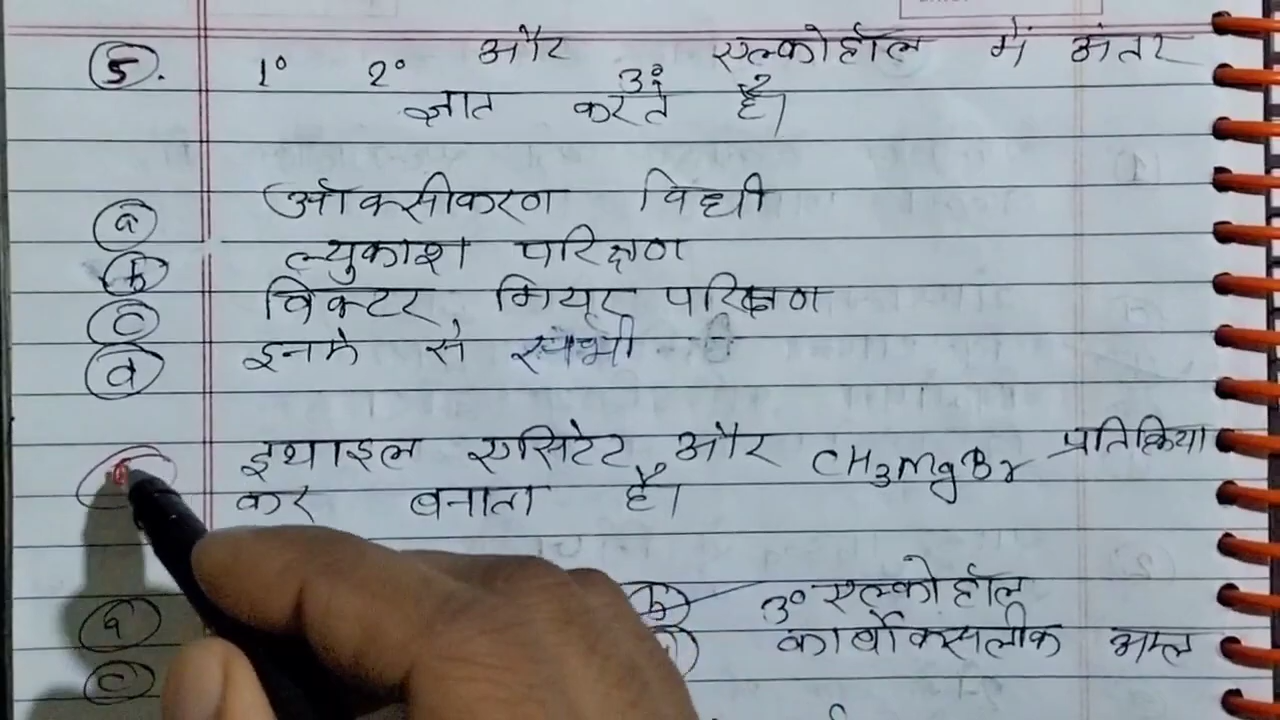 5. 1° 2° और 3° एल्कोहॉल में अंतर
ज्ञात करते है।
a ऑक्सीकरण विधी
b ल्युकाश परिक्षण
c विक्टर मियर परिक्षण
d इनमे से सभी
6 इथाइल एसिटेट और CH3MgBr प्रतिक्रिया
कर बनाता है।
a b 3° एल्कोहॉल
c कार्बोक्सलीक अम्ल